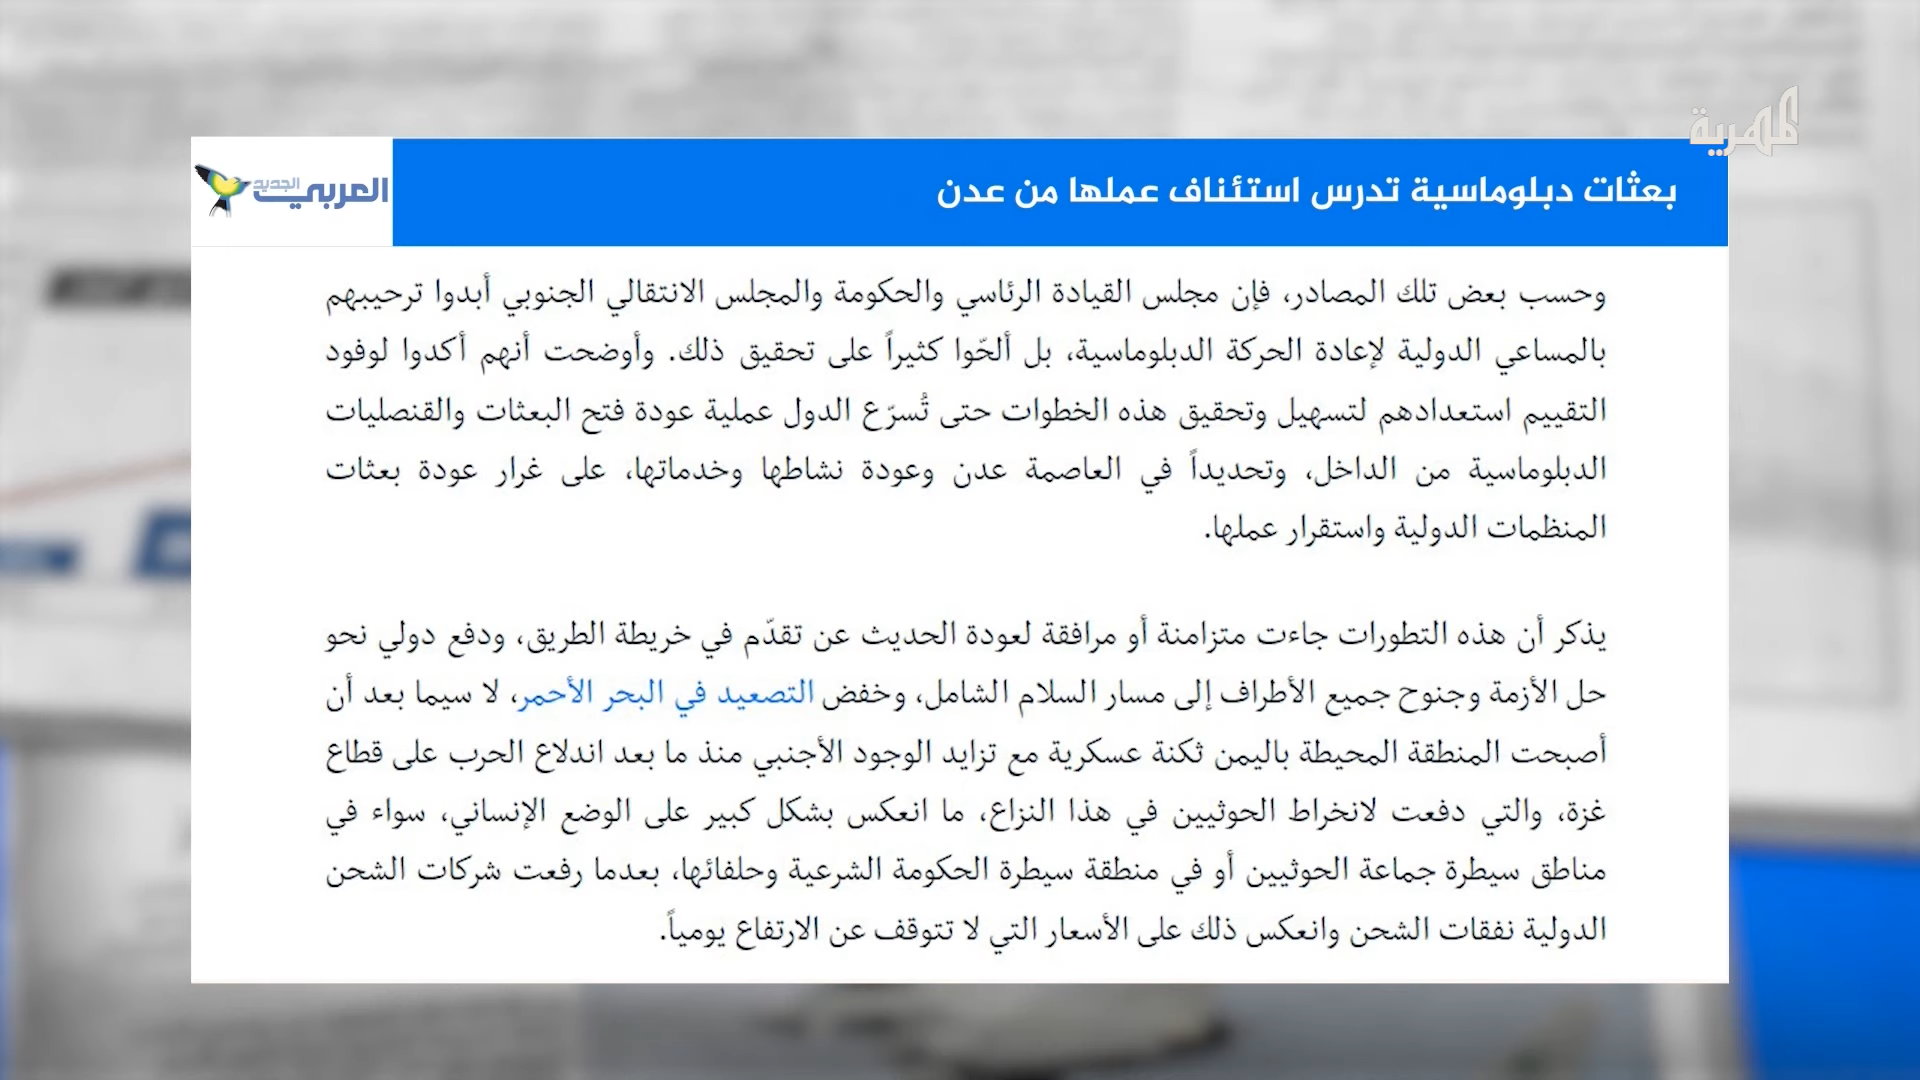 المهرية
العربي الجديد
بعثات دبلوماسية تدرس استئناف عملها من عدن
وحسب بعض تلك المصادر، فإن مجلس القيادة الرئاسي والحكومة والمجلس الانتقالي الجنوبي أبدوا ترحيبهم
بالمساعي الدولية لإعادة الحركة الدبلوماسية، بل ألحّوا كثيراً على تحقيق ذلك. وأوضحت أنهم أكدوا لوفود
التقييم استعدادهم لتسهيل وتحقيق هذه الخطوات حتى تُسرّع الدول عملية عودة فتح البعثات والقنصليات
الدبلوماسية من الداخل، وتحديداً في العاصمة عدن وعودة نشاطها وخدماتها، على غرار عودة بعثات
المنظمات الدولية واستقرار عملها.
يذكر أن هذه التطورات جاءت متزامنة أو مرافقة لعودة الحديث عن تقدّم في خريطة الطريق، ودفع دولي نحو
حل الأزمة وجنوح جميع الأطراف إلى مسار السلام الشامل، وخفض التصعيد في البحر الأحمر، لا سيما بعد أن
أصبحت المنطقة المحيطة باليمن ثكنة عسكرية مع تزايد الوجود الأجنبي منذ ما بعد اندلاع الحرب على قطاع
غزة، والتي دفعت لانخراط الحوثيين في هذا النزاع، ما انعكس بشكل كبير على الوضع الإنساني، سواء في
مناطق سيطرة جماعة الحوثيين أو في منطقة سيطرة الحكومة الشرعية وحلفائها، بعدما رفعت شركات الشحن
الدولية نفقات الشحن وانعكس ذلك على الأسعار التي لا تتوقف عن الارتفاع يومياً.